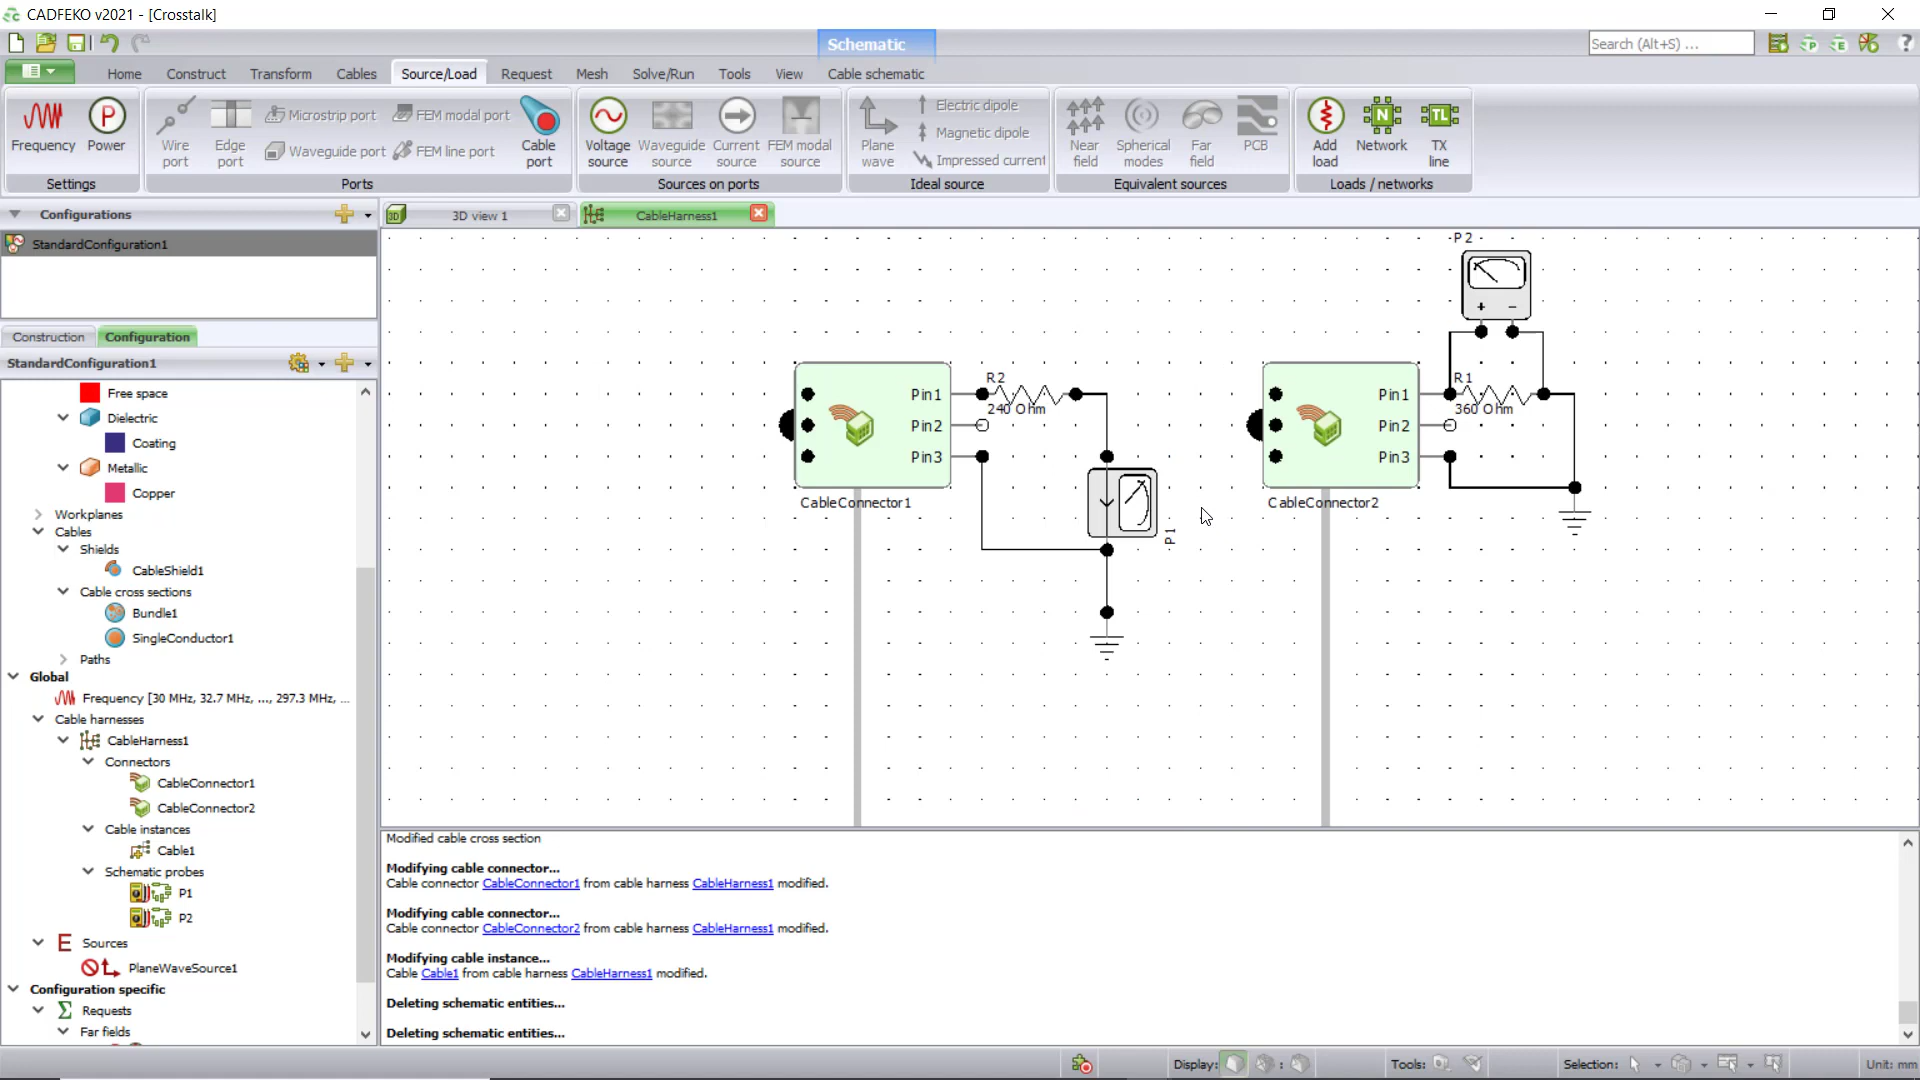 CADFEKO v2021 - [Crosstalk]
Schematic
Search (Alt+S) ...
Home Construct Transform Cables Source/Load Request Mesh Solve/Run Tools View Cable schematic
Frequency
Power
Settings
Wire port
Edge port
Microstrip port
FEM modal port
Waveguide port
FEM line port
Cable port
Ports
Voltage source
Waveguide source
Current source
FEM modal source
Sources on ports
Plane wave
Electric dipole
Magnetic dipole
Impressed current
Ideal source
Near field
Spherical modes
Far field
PCB
Equivalent sources
Add load
Network
TX line
Loads / networks
Configurations
StandardConfiguration1
3D view 1
CableHarness1
Construction Configuration
StandardConfiguration1
Free space
Dielectric
Coating
Metallic
Copper
Workplanes
Cables
Shields
CableShield1
Cable cross sections
Bundle1
SingleConductor1
Paths
Global
Frequency [30 MHz, 32.7 MHz, ..., 297.3 MHz, ...
Cable harnesses
CableHarness1
Connectors
CableConnector1
CableConnector2
Cable instances
Cable1
Schematic probes
P1
P2
Sources
PlaneWaveSource1
Configuration specific
Requests
Far fields
P2
Pin1
Pin2
Pin3
CableConnector1
R2
240 Ohm
P1
Pin1
Pin2
Pin3
CableConnector2
R1
360 Ohm
Modified cable cross section
Modifying cable connector...
Cable connector CableConnector1 from cable harness CableHarness1 modified.
Modifying cable connector...
Cable connector CableConnector2 from cable harness CableHarness1 modified.
Modifying cable instance...
Cable Cable1 from cable harness CableHarness1 modified.
Deleting schematic entities...
Deleting schematic entities...
Display: Tools: Selection: Unit: mm